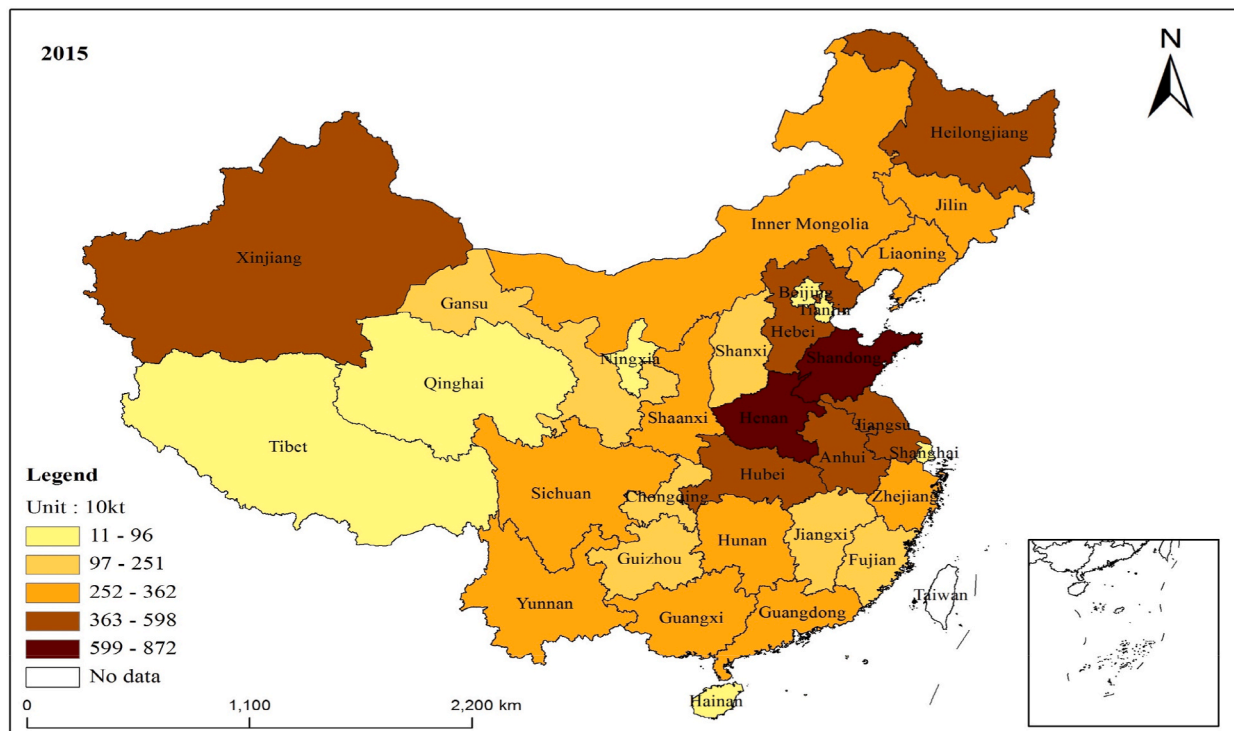 2015
N
Heilongjiang
Jilin
Inner Mongolia
Liaoning
Xinjiang
Beijing
Tianjin
Gansu
Hebei
Shanxi
Shandong
Ningxia
Qinghai
Shaanxi
Henan
Jiangsu
Tibet
Shanghai
Anhui
Hubei
Sichuan
Chongqing
Zhejiang
Hunan
Jiangxi
Guizhou
Fujian
Taiwan
Yunnan
Guangxi
Guangdong
Hainan
Legend
Unit : 10kt
11 - 96
97 - 251
252 - 362
363 - 598
599 - 872
No data
0 1,100 2,200 km